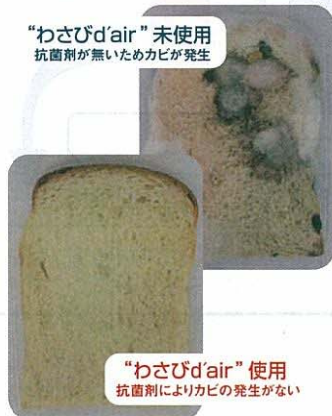 “わさびd’air” 未使用
抗菌剤が無いためカビが発生
“わさびd’air” 使用
抗菌剤によりカビの発生がない